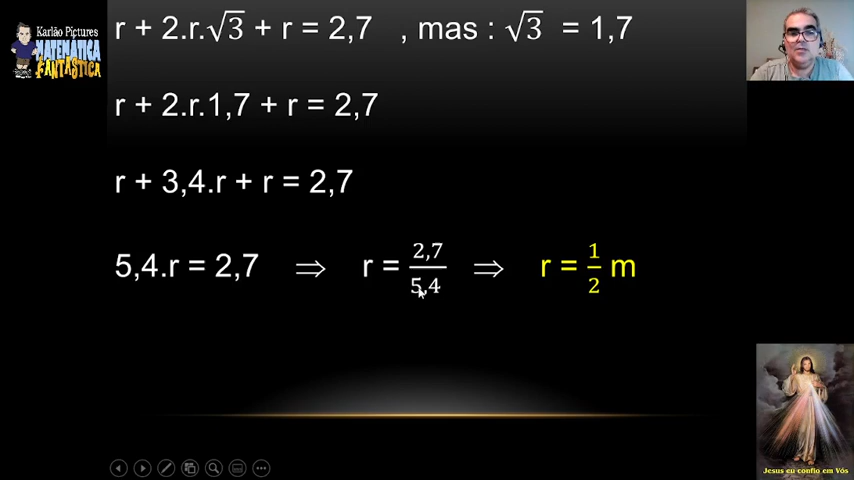 Karlão Pictures
MATEMÁTICA
FANTÁSTICA
r + 2.r.√3 + r = 2,7 , mas : √3 = 1,7
r + 2.r.1,7 + r = 2,7
r + 3,4.r + r = 2,7
5,4.r = 2,7 ⇒ r = 2,7/5,4 ⇒ r = 1/2 m
Jesus eu confio em Vós